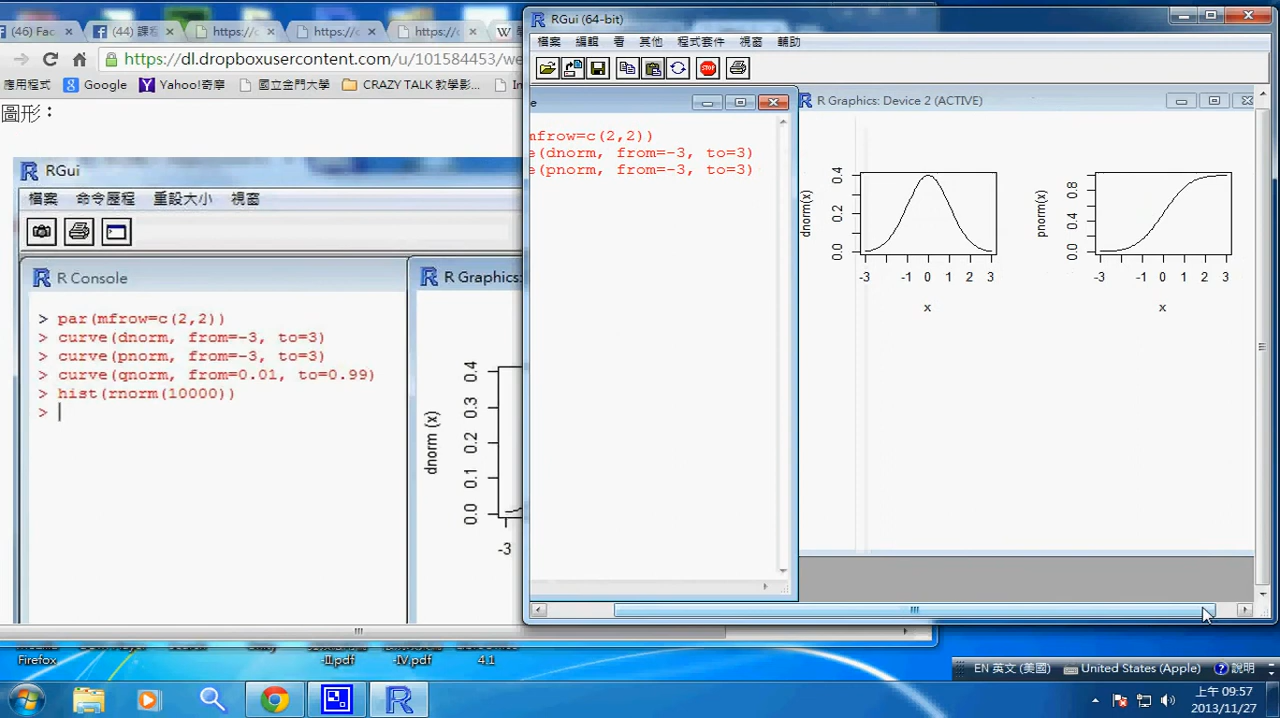 (46) Fac
(44) 課程
https://
https://
https://
W
https://dl.dropboxusercontent.com/u/101584453/we
應用程式
Google
Yahoo!奇摩
國立金門大學
CRAZY TALK 教學影...
圖形：
RGui
檔案 命令歷程 重設大小 視窗
R Console
> par(mfrow=c(2,2))
> curve(dnorm, from=-3, to=3)
> curve(pnorm, from=-3, to=3)
> curve(qnorm, from=0.01, to=0.99)
> hist(rnorm(10000))
>
R Graphics:
dnorm (x)
0.4
0.3
0.2
0.1
0.0
-3
RGui (64-bit)
檔案 編輯 看 其他 程式套件 視窗 輔助
STOP
e
mfrow=c(2,2))
e(dnorm, from=-3, to=3)
e(pnorm, from=-3, to=3)
R Graphics: Device 2 (ACTIVE)
dnorm(x)
0.4
0.2
0.0
-3 -1 0 1 2 3
x
pnorm(x)
0.8
0.4
0.0
-3 -1 0 1 2 3
x
Firefox
-II.pdf
-IV.pdf
4.1
EN 英文 (美國)
United States (Apple)
說明
上午 09:57
2013/11/27